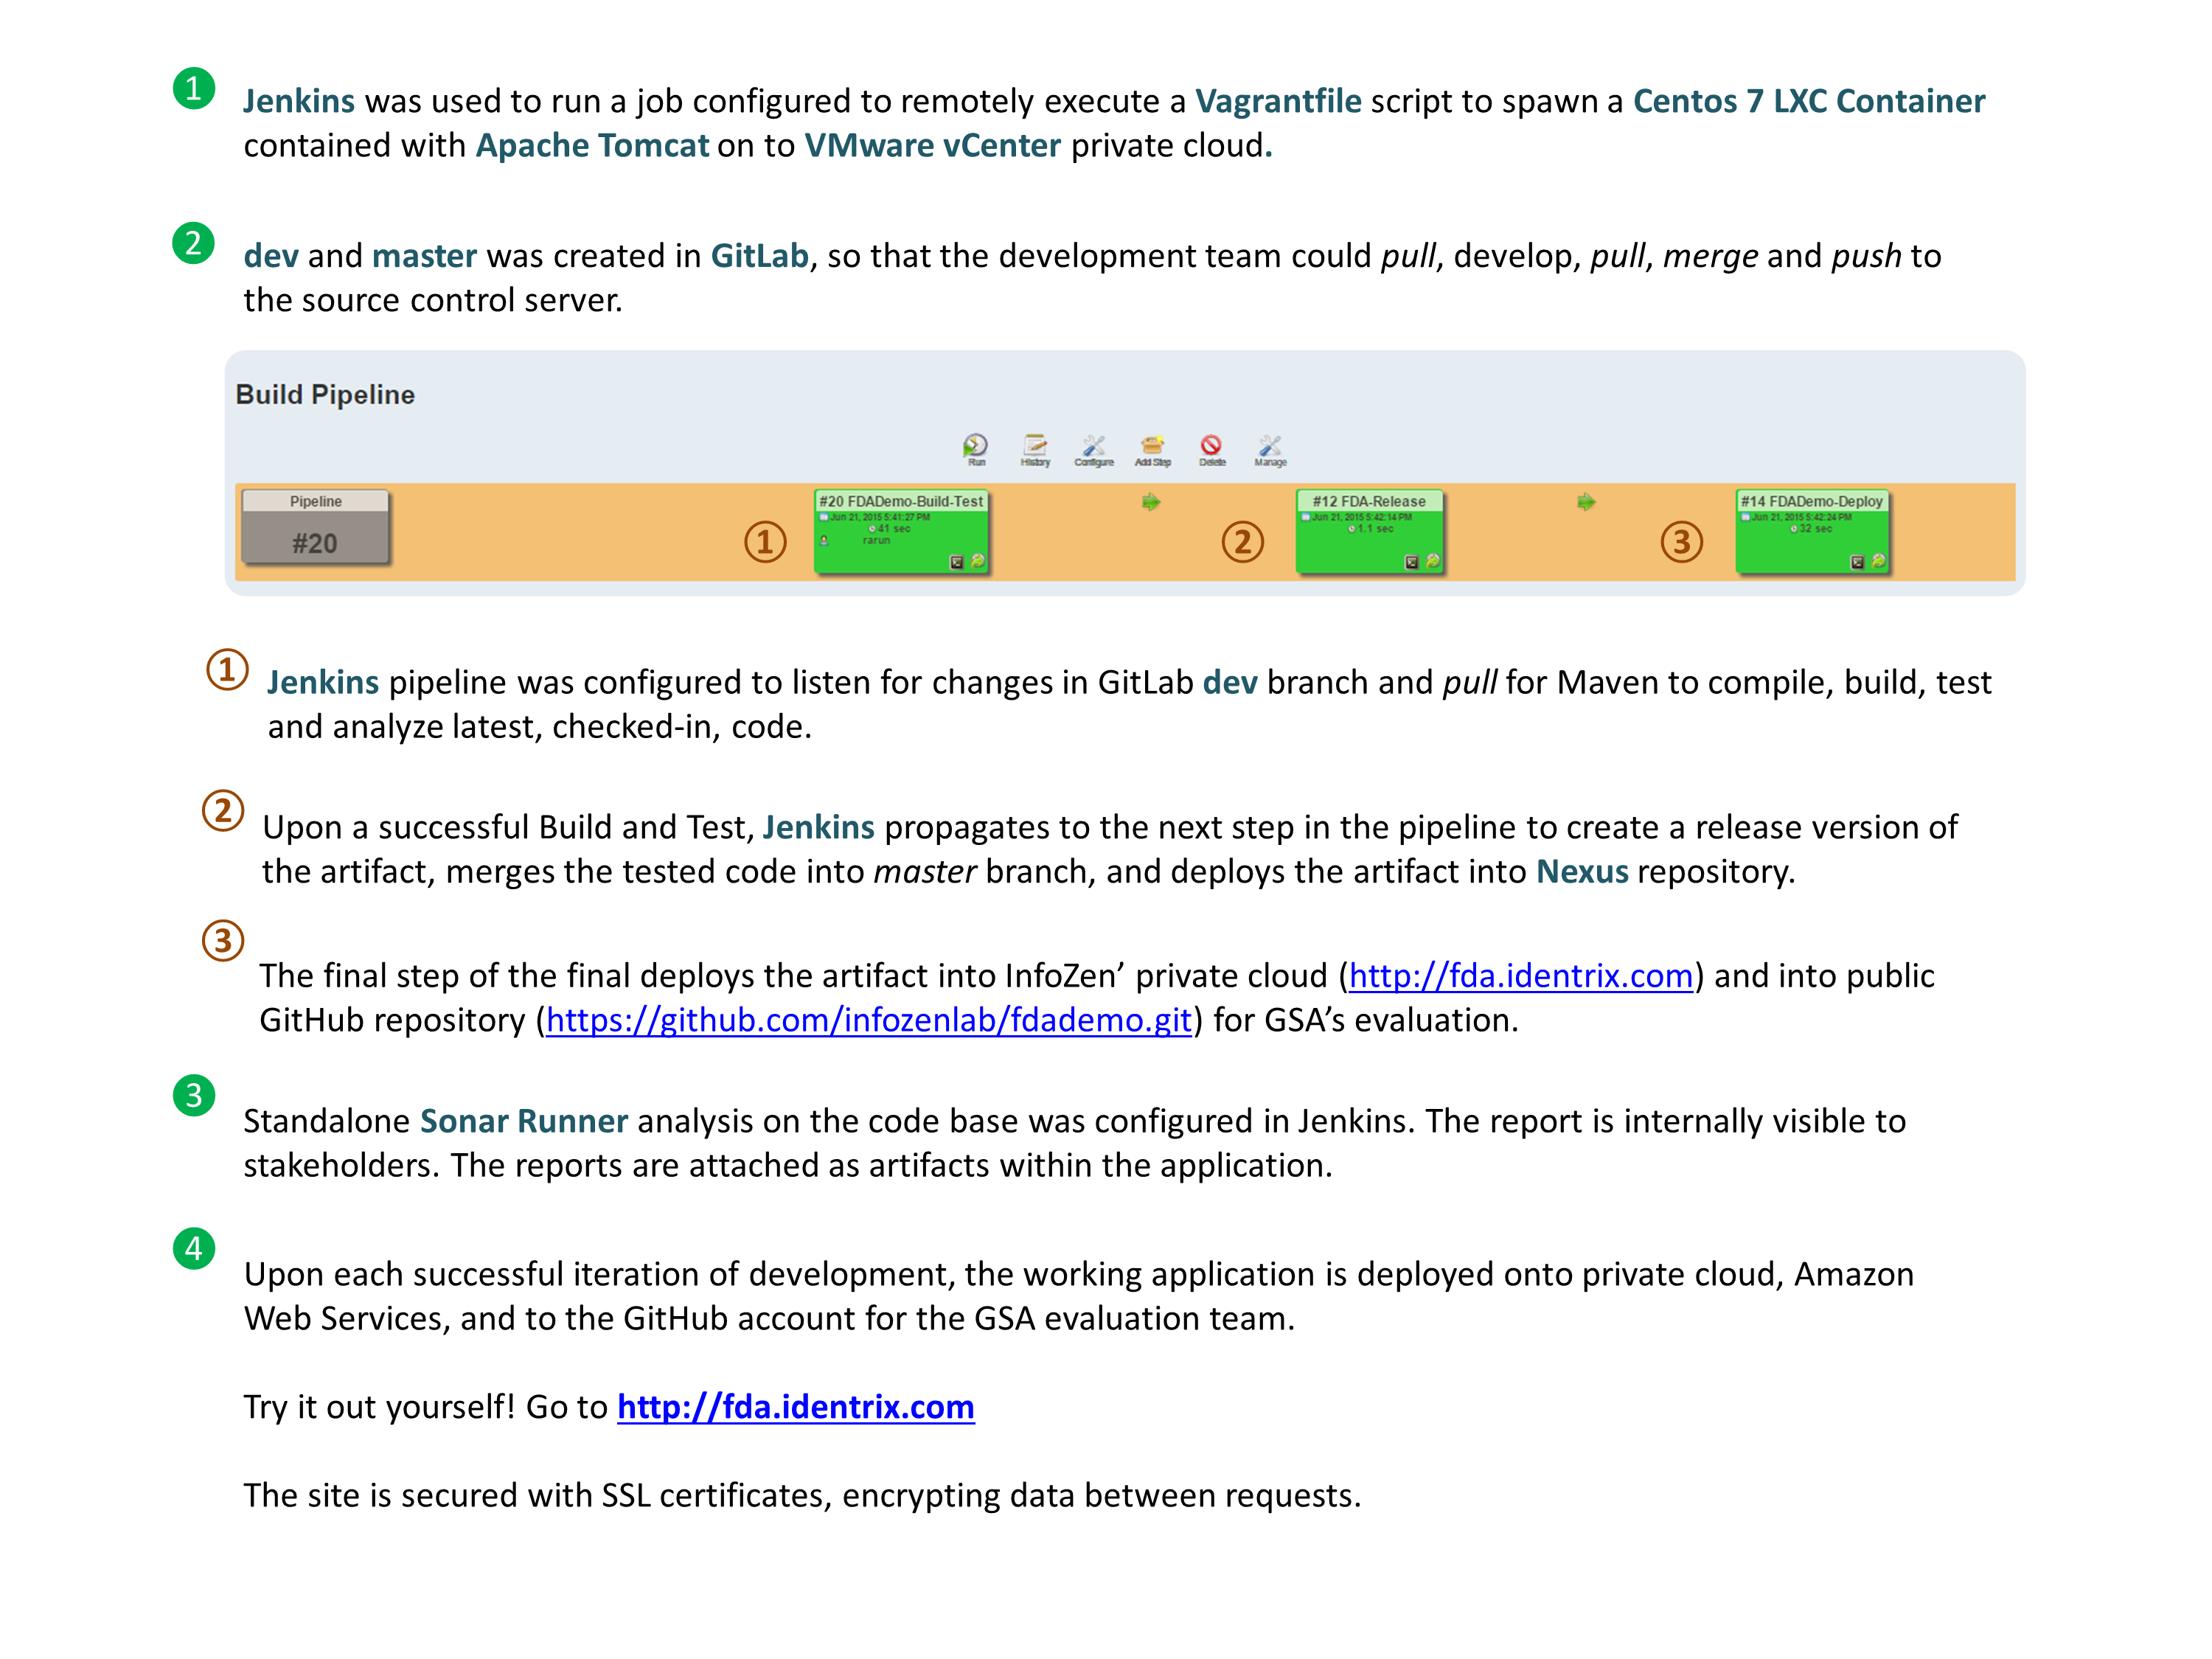 1
Jenkins was used to run a job configured to remotely execute a Vagrantfile script to spawn a Centos 7 LXC Container
contained with Apache Tomcat on to VMware vCenter private cloud.
2
dev and master was created in GitLab, so that the development team could pull, develop, pull, merge and push to
the source control server.
Build Pipeline
Run History Configure Add Step Delete Manage
Pipeline
#20
①
#20 FDADemo-Build-Test
Jun 21, 2015 5:41:27 PM
41 sec
rarun
②
#12 FDA-Release
Jun 21, 2015 5:42:14 PM
1.1 sec
③
#14 FDADemo-Deploy
Jun 21, 2015 5:42:24 PM
32 sec
①
Jenkins pipeline was configured to listen for changes in GitLab dev branch and pull for Maven to compile, build, test
and analyze latest, checked-in, code.
②
Upon a successful Build and Test, Jenkins propagates to the next step in the pipeline to create a release version of
the artifact, merges the tested code into master branch, and deploys the artifact into Nexus repository.
③
The final step of the final deploys the artifact into InfoZen’ private cloud (http://fda.identrix.com) and into public
GitHub repository (https://github.com/infozenlab/fdademo.git) for GSA’s evaluation.
3
Standalone Sonar Runner analysis on the code base was configured in Jenkins. The report is internally visible to
stakeholders. The reports are attached as artifacts within the application.
4
Upon each successful iteration of development, the working application is deployed onto private cloud, Amazon
Web Services, and to the GitHub account for the GSA evaluation team.
Try it out yourself! Go to http://fda.identrix.com
The site is secured with SSL certificates, encrypting data between requests.